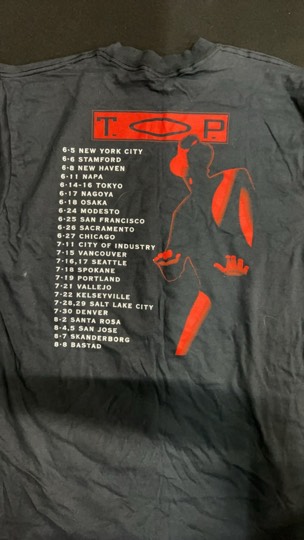 T. O P.
6-5 NEW YORK CITY
6-6 STAMFORD
6-8 NEW HAVEN
6-11 NAPA
6-14-16 TOKYO
6-17 NAGOYA
6-18 OSAKA
6-24 MODESTO
6-25 SAN FRANCISCO
6-26 SACRAMENTO
6-27 CHICAGO
7-11 CITY OF INDUSTRY
7-15 VANCOUVER
7-16,17 SEATTLE
7-18 SPOKANE
7-19 PORTLAND
7-21 VALLEJO
7-22 KELSEYVILLE
7-28,29 SALT LAKE CITY
7-30 DENVER
8-2 SANTA ROSA
8-4,5 SAN JOSE
8-7 SKANDERBORG
8-8 BASTAD